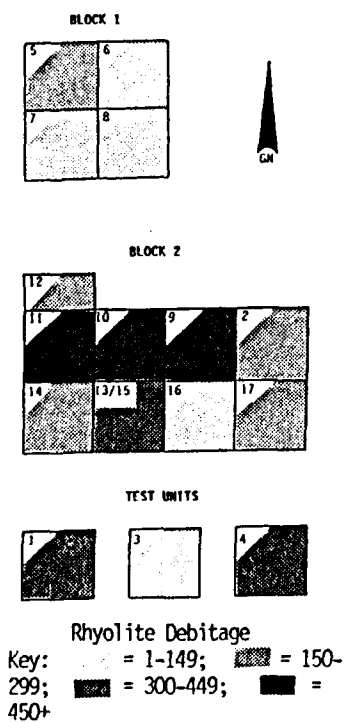 BLOCK 1
5 6
7 8
GN
BLOCK 2
12
11 10 9 2
14 13/15 16 17
TEST UNITS
1 3 4
Rhyolite Debitage
Key: = 1-149; = 150-
299; = 300-449; =
450+